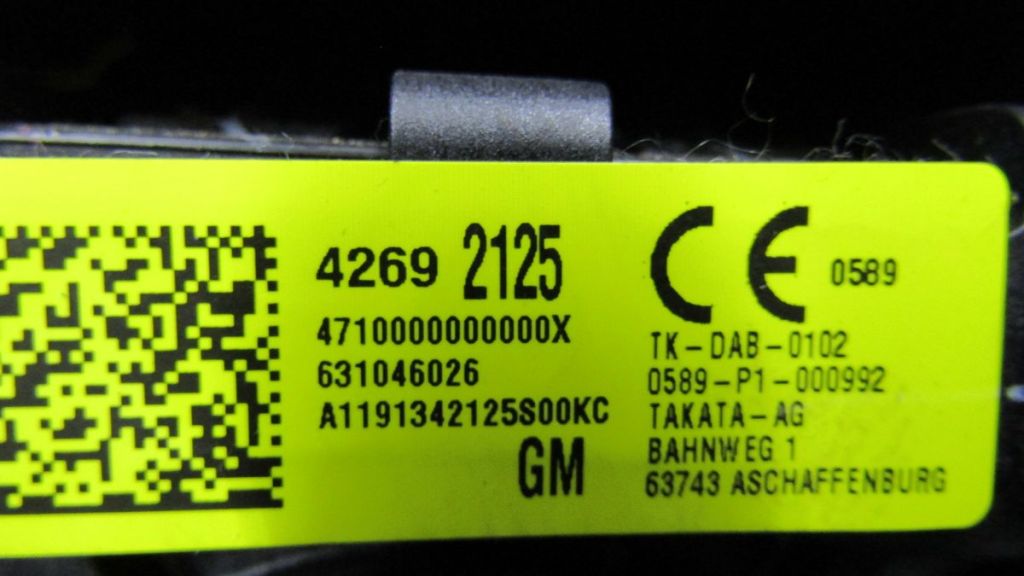 4269 2125
4710000000000X
631046026
A1191342125S00KC
GM
CE 0589
TK-DAB-0102
0589-P1-000992
TAKATA-AG
BAHNWEG 1
63743 ASCHAFFENBURG